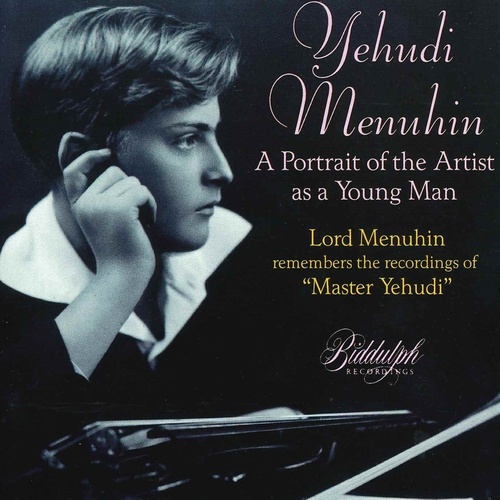 Yehudi
Menuhin
A Portrait of the Artist
as a Young Man
Lord Menuhin
remembers the recordings of
“Master Yehudi”
Biddulph
RECORDINGS